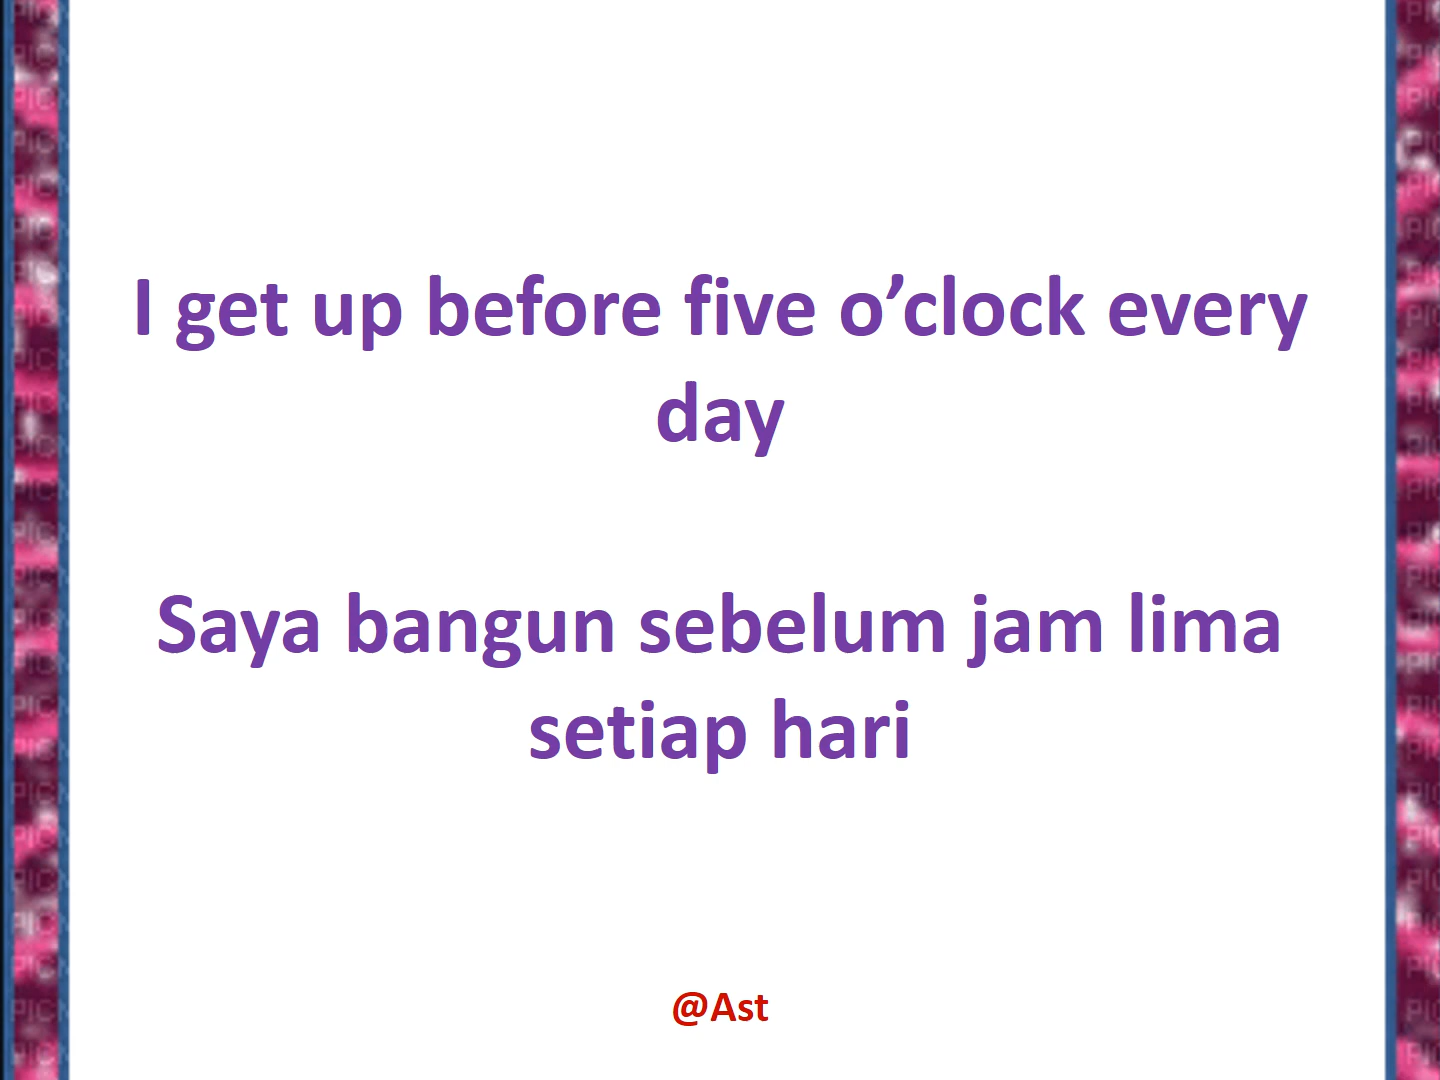 I get up before five o’clock every
day
Saya bangun sebelum jam lima
setiap hari
@Ast